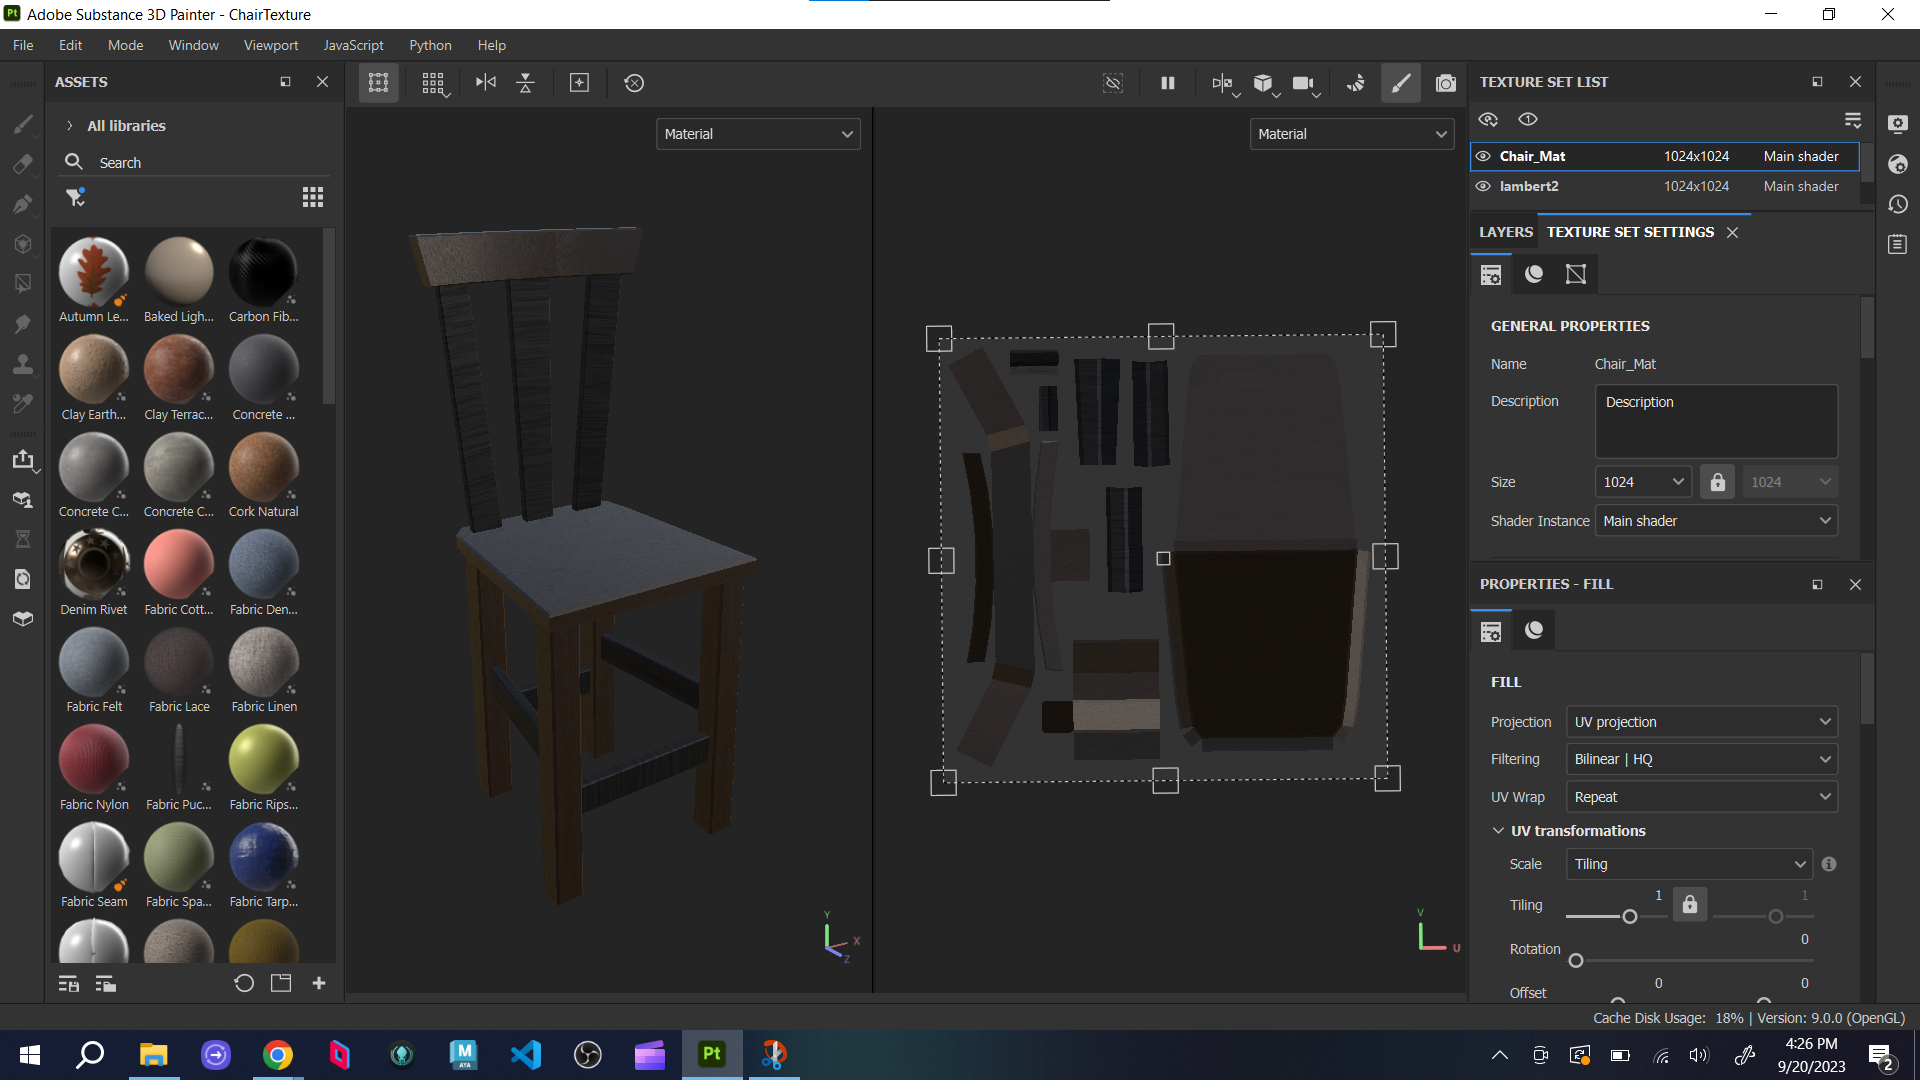 Pt Adobe Substance 3D Painter - ChairTexture
File Edit Mode Window Viewport JavaScript Python Help
ASSETS
All libraries
Search
Autumn Le... Baked Ligh... Carbon Fib...
Clay Earth... Clay Terrac... Concrete ...
Concrete C... Concrete C... Cork Natural
Denim Rivet Fabric Cott... Fabric Den...
Fabric Felt Fabric Lace Fabric Linen
Fabric Nylon Fabric Puc... Fabric Rips...
Fabric Seam Fabric Spa... Fabric Tarp...
Material
Y
X
Z
Material
V
U
TEXTURE SET LIST
Chair_Mat 1024x1024 Main shader
lambert2 1024x1024 Main shader
LAYERS TEXTURE SET SETTINGS
GENERAL PROPERTIES
Name Chair_Mat
Description Description
Size 1024 1024
Shader Instance Main shader
PROPERTIES - FILL
FILL
Projection UV projection
Filtering Bilinear | HQ
UV Wrap Repeat
UV transformations
Scale Tiling
Tiling 1 1
Rotation 0
Offset 0 0
Cache Disk Usage: 18% | Version: 9.0.0 (OpenGL)
M
AYA
Pt
4:26 PM
9/20/2023
2